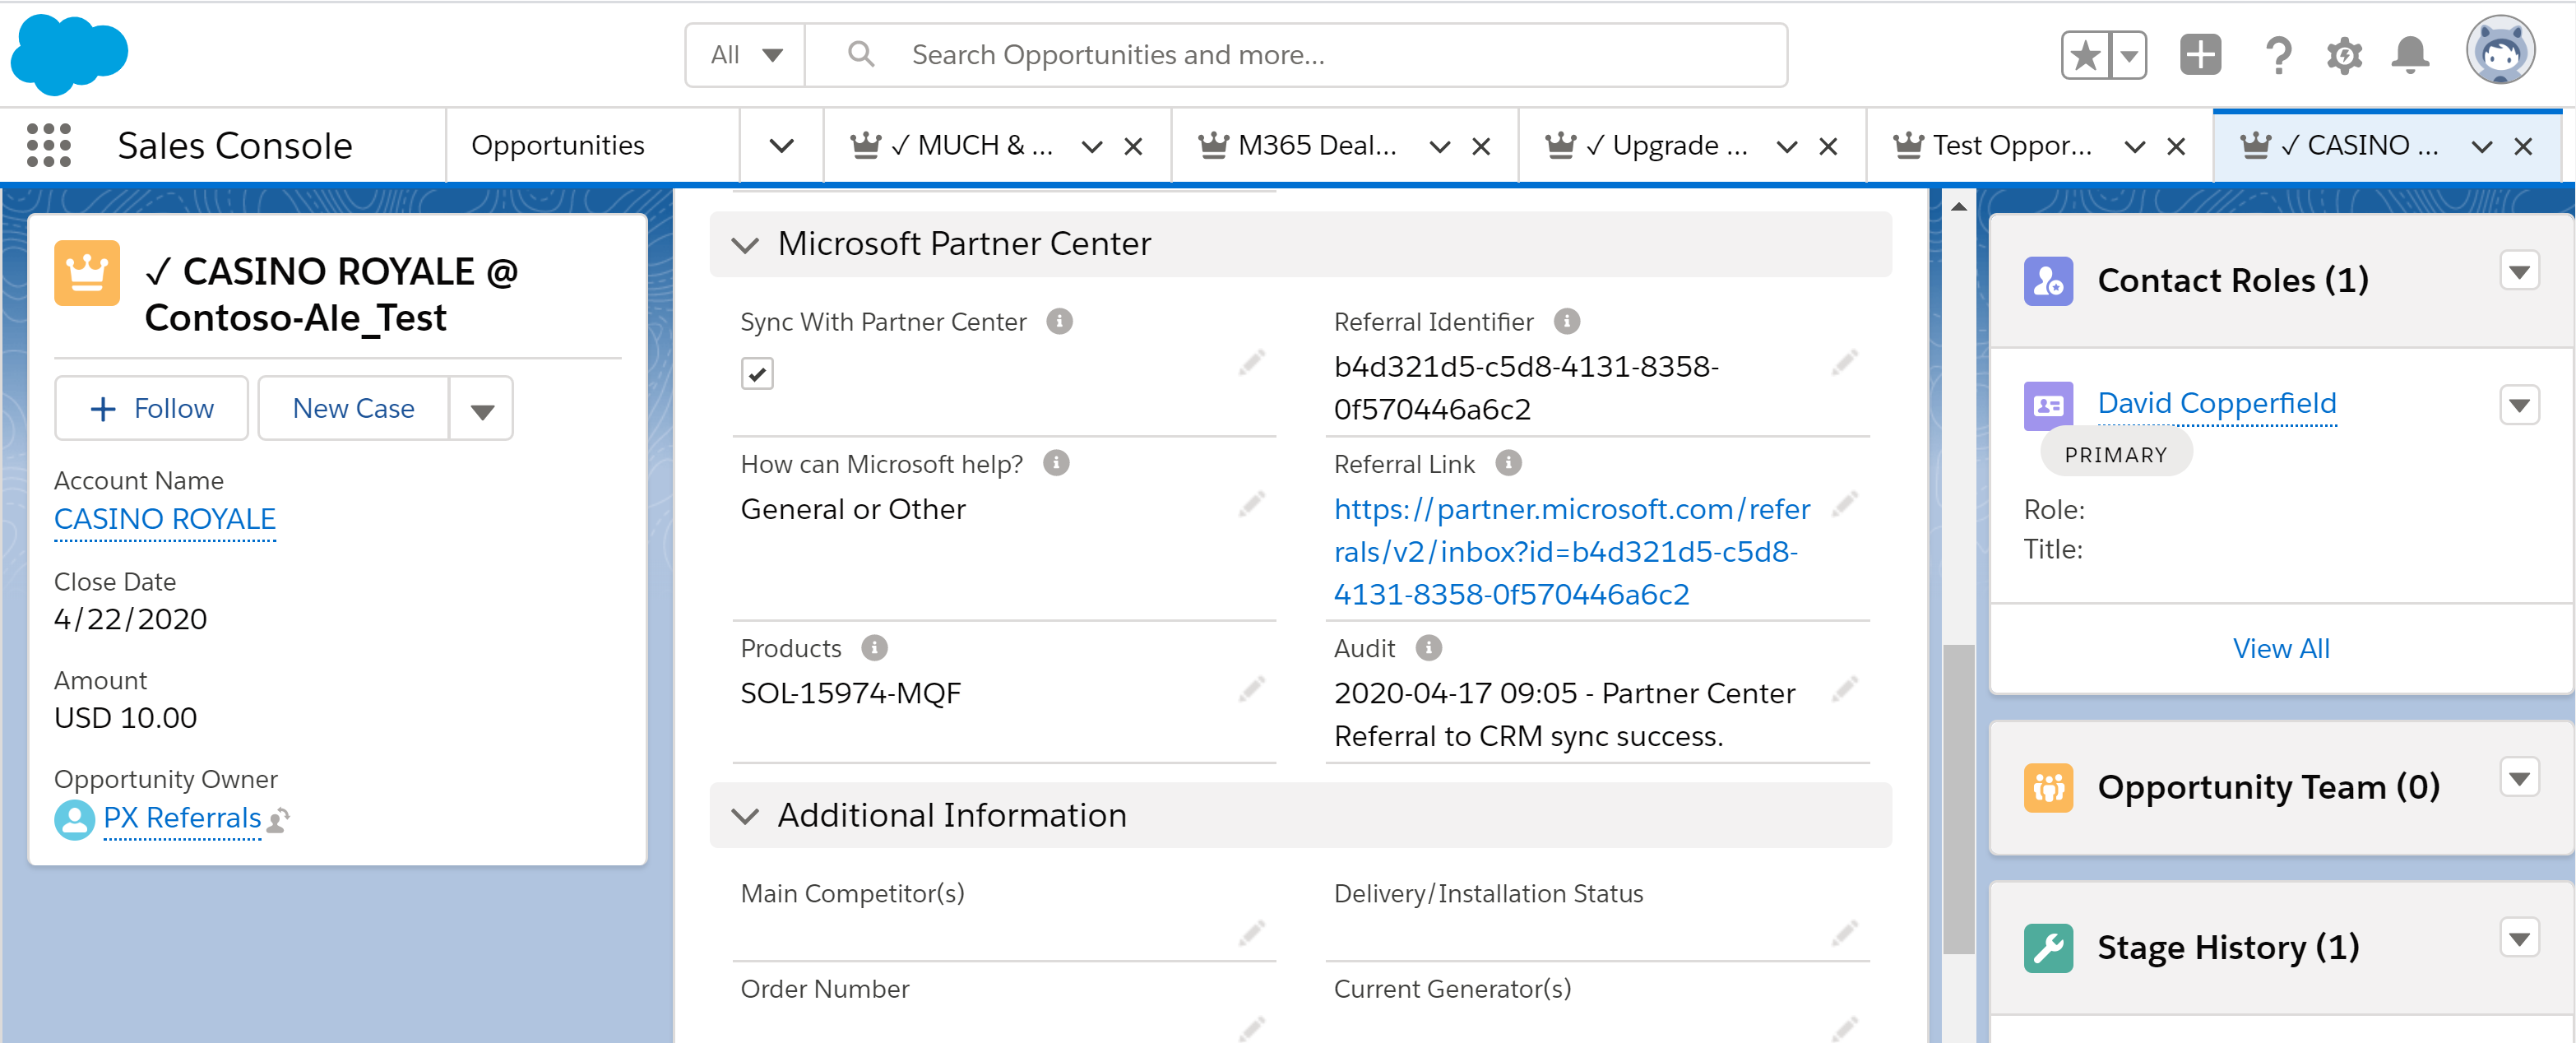 All
Search Opportunities and more...
Sales Console
Opportunities
✓ MUCH & ...
M365 Deal...
✓ Upgrade ...
Test Oppor...
✓ CASINO ...
✓ CASINO ROYALE @
Contoso-Ale_Test
+ Follow
New Case
Account Name
CASINO ROYALE
Close Date
4/22/2020
Amount
USD 10.00
Opportunity Owner
PX Referrals
Microsoft Partner Center
Sync With Partner Center
Referral Identifier
b4d321d5-c5d8-4131-8358-
0f570446a6c2
How can Microsoft help?
General or Other
Referral Link
https://partner.microsoft.com/refer
rals/v2/inbox?id=b4d321d5-c5d8-
4131-8358-0f570446a6c2
Products
SOL-15974-MQF
Audit
2020-04-17 09:05 - Partner Center
Referral to CRM sync success.
Additional Information
Main Competitor(s)
Delivery/Installation Status
Order Number
Current Generator(s)
Contact Roles (1)
David Copperfield
PRIMARY
Role:
Title:
View All
Opportunity Team (0)
Stage History (1)